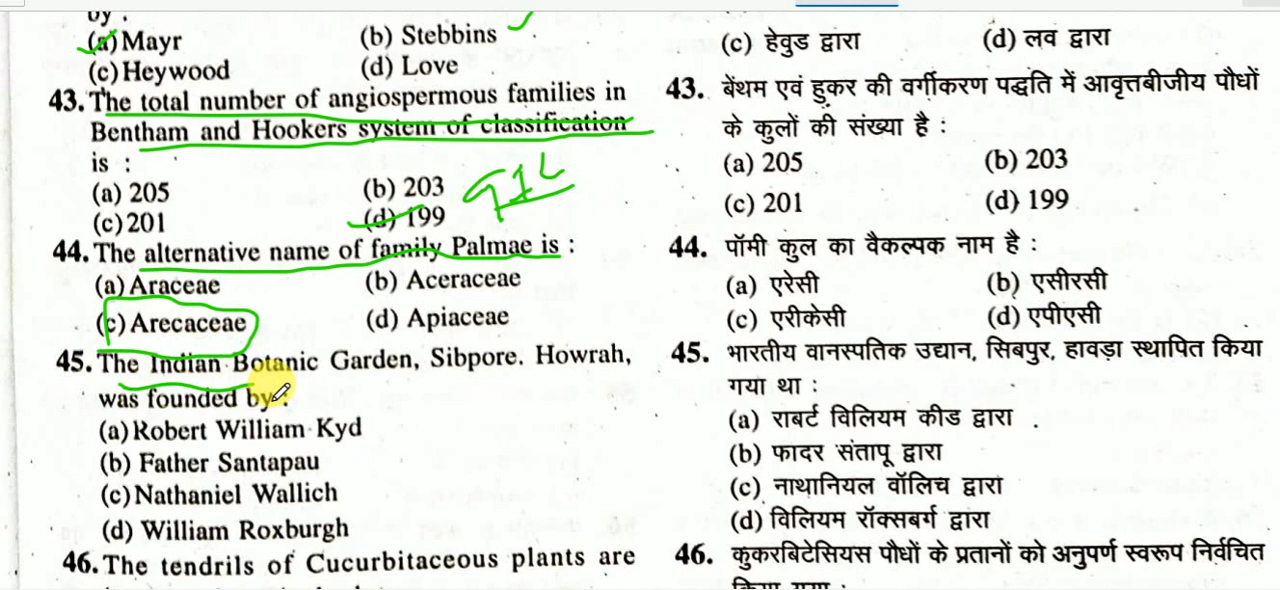 by :
(a) Mayr
(b) Stebbins
(c) Heywood
(d) Love
43. The total number of angiospermous families in
Bentham and Hookers system of classification
is :
(a) 205
(b) 203
(c) 201
(d) 199
44. The alternative name of family Palmae is :
(a) Araceae
(b) Aceraceae
(c) Arecaceae
(d) Apiaceae
45. The Indian Botanic Garden, Sibpore. Howrah,
was founded by :
(a) Robert William Kyd
(b) Father Santapau
(c) Nathaniel Wallich
(d) William Roxburgh
46. The tendrils of Cucurbitaceous plants are
(c) हेवुड द्वारा
(d) लव द्वारा
43. बेंथम एवं हुकर की वर्गीकरण पद्धति में आवृत्तबीजीय पौधों
के कुलों की संख्या है :
(a) 205
(b) 203
(c) 201
(d) 199
44. पॉमी कुल का वैकल्पक नाम है :
(a) एरेसी
(b) एसीरसी
(c) एरीकेसी
(d) एपीएसी
45. भारतीय वानस्पतिक उद्यान, सिबपुर, हावड़ा स्थापित किया
गया था :
(a) राबर्ट विलियम कीड द्वारा
(b) फादर संतापू द्वारा
(c) नाथानियल वॉलिच द्वारा
(d) विलियम रॉक्सबर्ग द्वारा
46. कुकरबिटेसियस पौधों के प्रतानों को अनुपर्ण स्वरूप निर्वचित